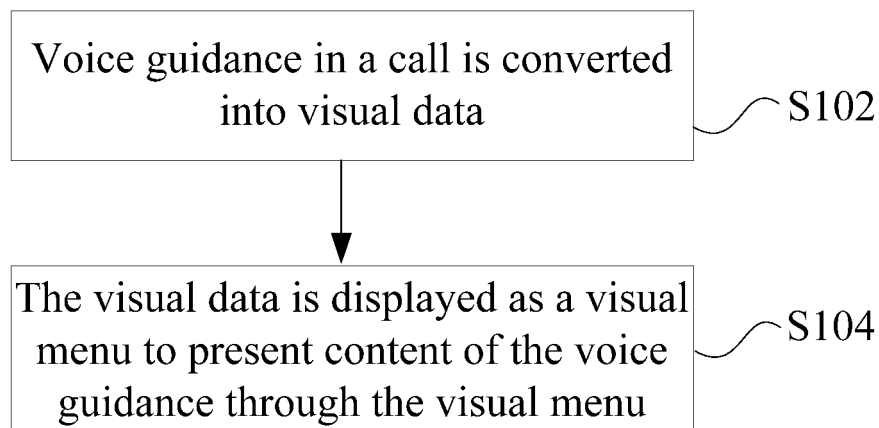 Voice guidance in a call is converted
into visual data
S102
The visual data is displayed as a visual
menu to present content of the voice
guidance through the visual menu
S104